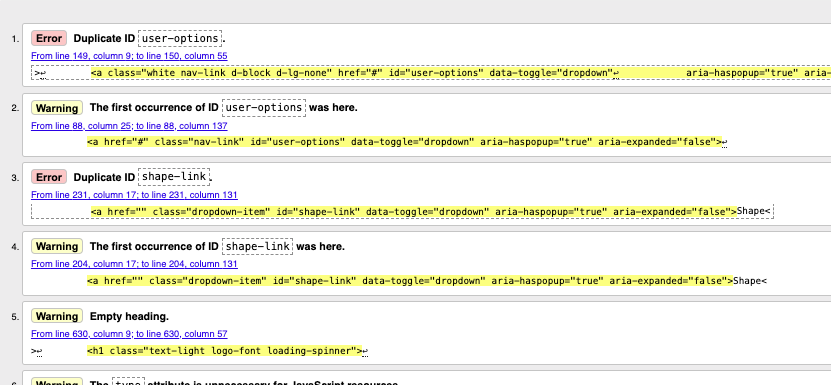 1. Error Duplicate ID user-options.
From line 149, column 9; to line 150, column 55
>↩ <a class="white nav-link d-block d-lg-none" href="#" id="user-options" data-toggle="dropdown"↩ aria-haspopup="true" aria-
2. Warning The first occurrence of ID user-options was here.
From line 88, column 25; to line 88, column 137
<a href="#" class="nav-link" id="user-options" data-toggle="dropdown" aria-haspopup="true" aria-expanded="false">↩
3. Error Duplicate ID shape-link.
From line 231, column 17; to line 231, column 131
<a href="" class="dropdown-item" id="shape-link" data-toggle="dropdown" aria-haspopup="true" aria-expanded="false">Shape<
4. Warning The first occurrence of ID shape-link was here.
From line 204, column 17; to line 204, column 131
<a href="" class="dropdown-item" id="shape-link" data-toggle="dropdown" aria-haspopup="true" aria-expanded="false">Shape<
5. Warning Empty heading.
From line 630, column 9; to line 630, column 57
>↩ <h1 class="text-light logo-font loading-spinner">↩
6. Warning The type attribute is unnecessary for JavaScript resources.